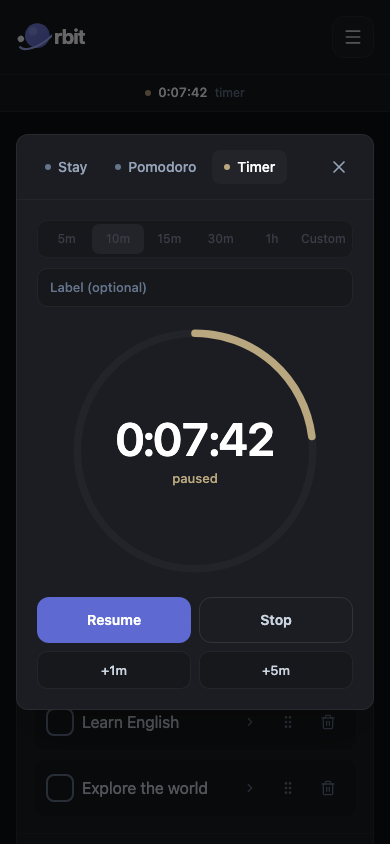 rbit
0:07:42 timer
Stay Pomodoro Timer
5m 10m 15m 30m 1h Custom
Label (optional)
0:07:42
paused
Resume Stop
+1m +5m
Learn English
Explore the world